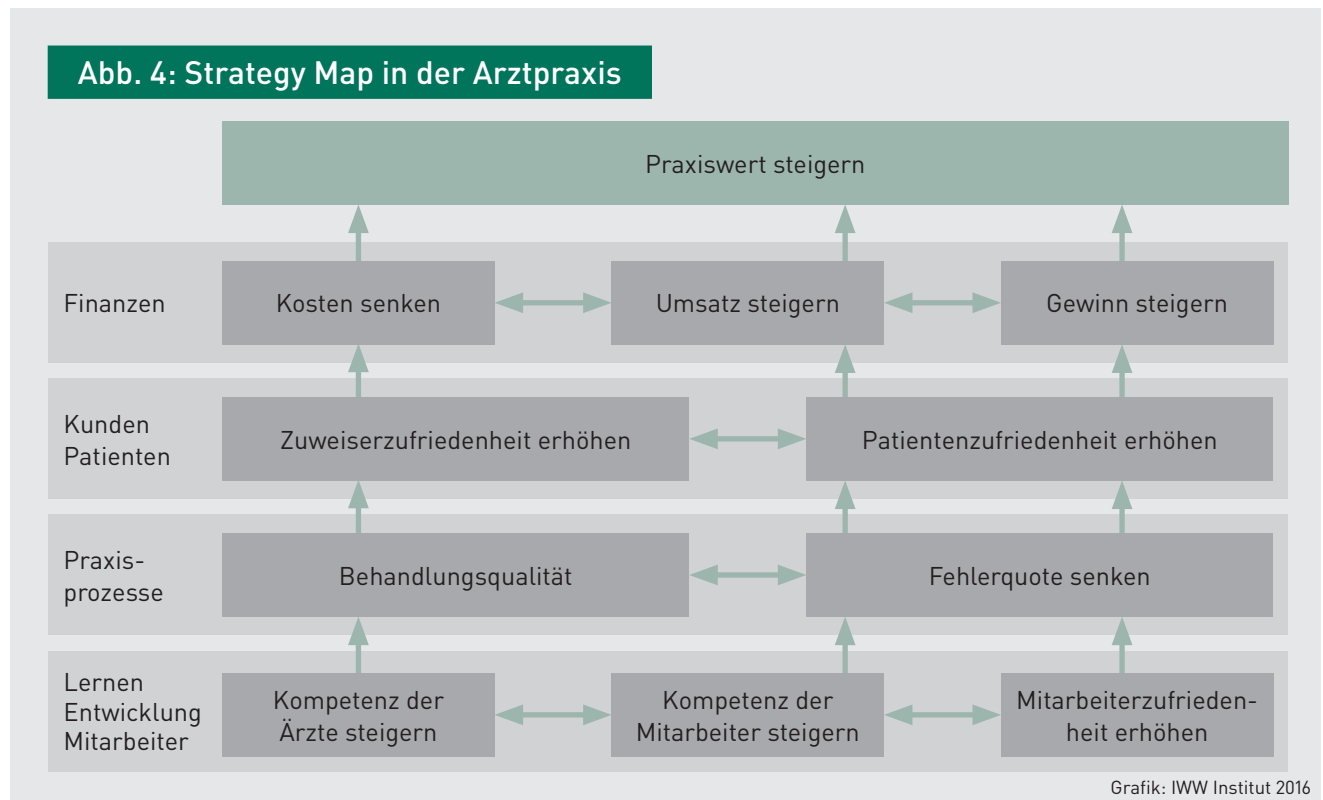 Abb. 4: Strategy Map in der Arztpraxis
Praxiswert steigern
Finanzen
Kosten senken
Umsatz steigern
Gewinn steigern
Kunden
Patienten
Zuweiserzufriedenheit erhöhen
Patientenzufriedenheit erhöhen
Praxis-
prozesse
Behandlungsqualität
Fehlerquote senken
Lernen
Entwicklung
Mitarbeiter
Kompetenz der
Ärzte steigern
Kompetenz der
Mitarbeiter steigern
Mitarbeiterzufrieden-
heit erhöhen
Grafik: IWW Institut 2016